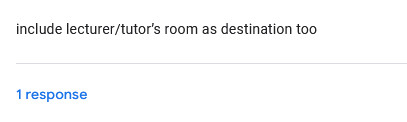 include lecturer/tutor’s room as destination too
1 response